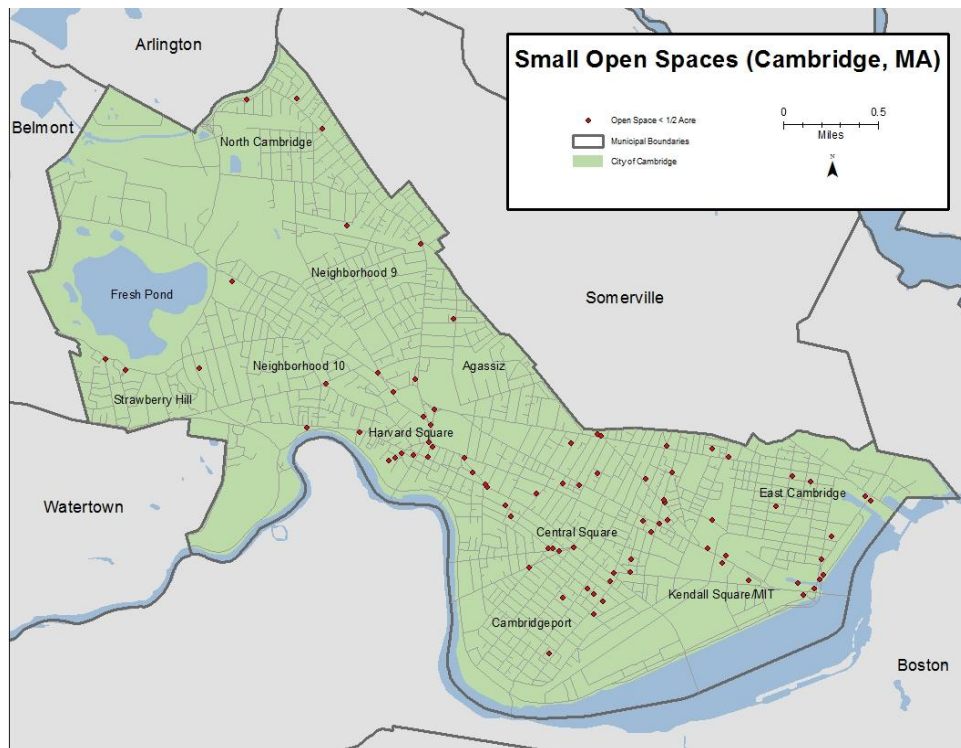 Arlington
Small Open Spaces (Cambridge, MA)
0 0.5
Miles
Open Space < 1/2 Acre
Municipal Boundaries
City of Cambridge
N
Belmont
North Cambridge
Neighborhood 9
Fresh Pond
Somerville
Neighborhood 10
Agassiz
Strawberry Hill
Harvard Square
Watertown
East Cambridge
Central Square
Kendall Square/MIT
Cambridgeport
Boston